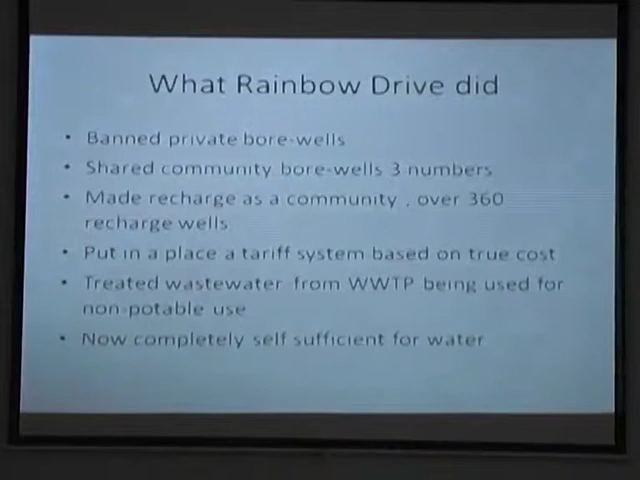 What Rainbow Drive did
• Banned private bore-wells
• Shared community bore-wells 3 numbers
• Made recharge as a community , over 360
recharge wells
• Put in a place a tariff system based on true cost
• Treated wastewater from WWTP being used for
non-potable use
• Now completely self sufficient for water